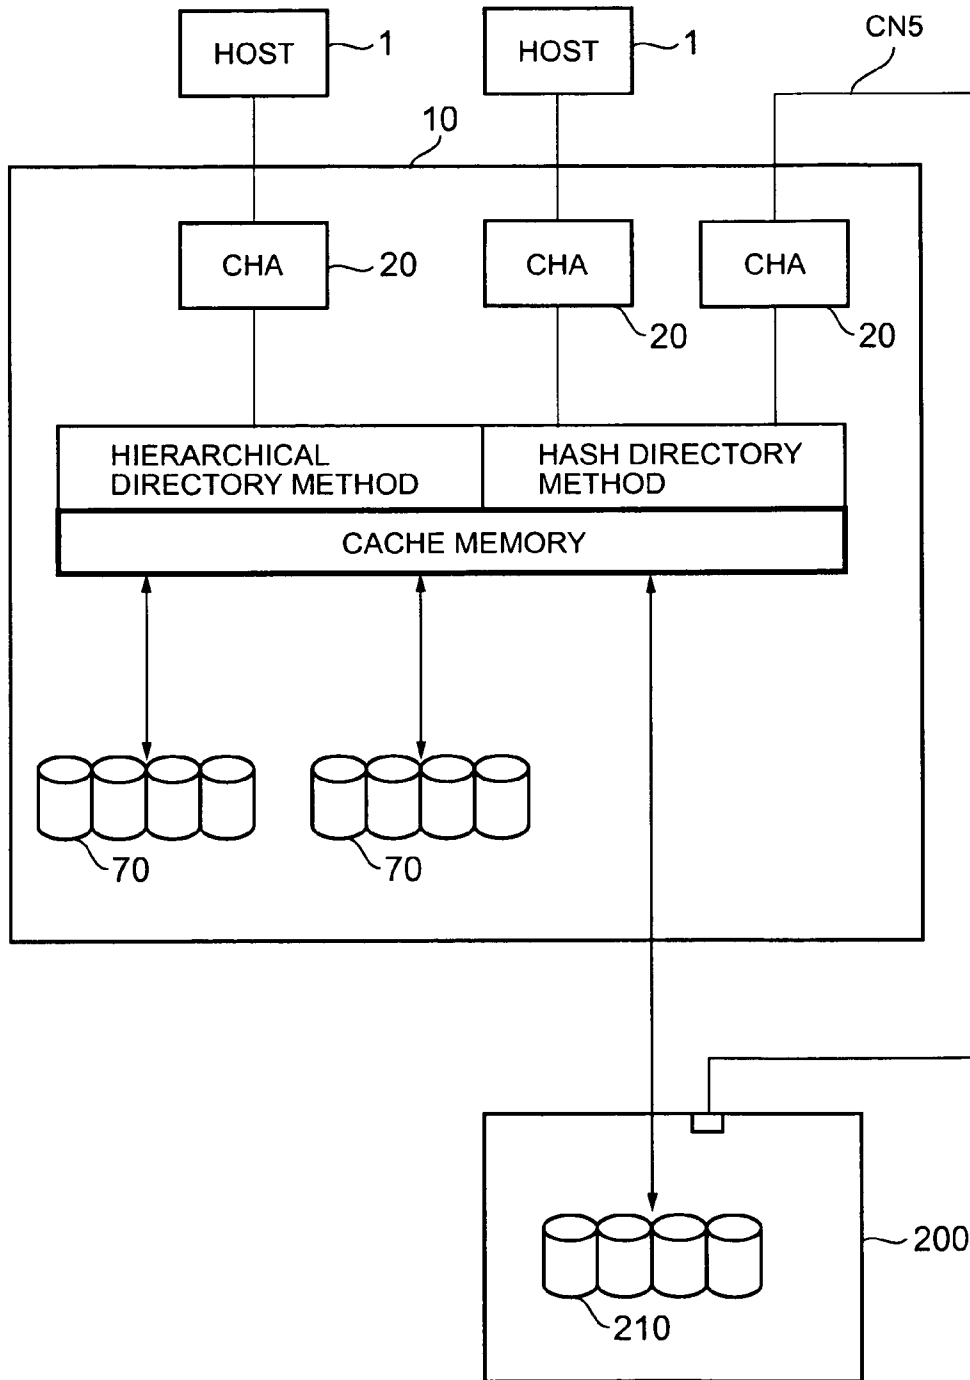 HOST
1
HOST
1
CN5
10
CHA
20
CHA
20
CHA
20
HIERARCHICAL
DIRECTORY METHOD
HASH DIRECTORY
METHOD
CACHE MEMORY
70
70
200
210